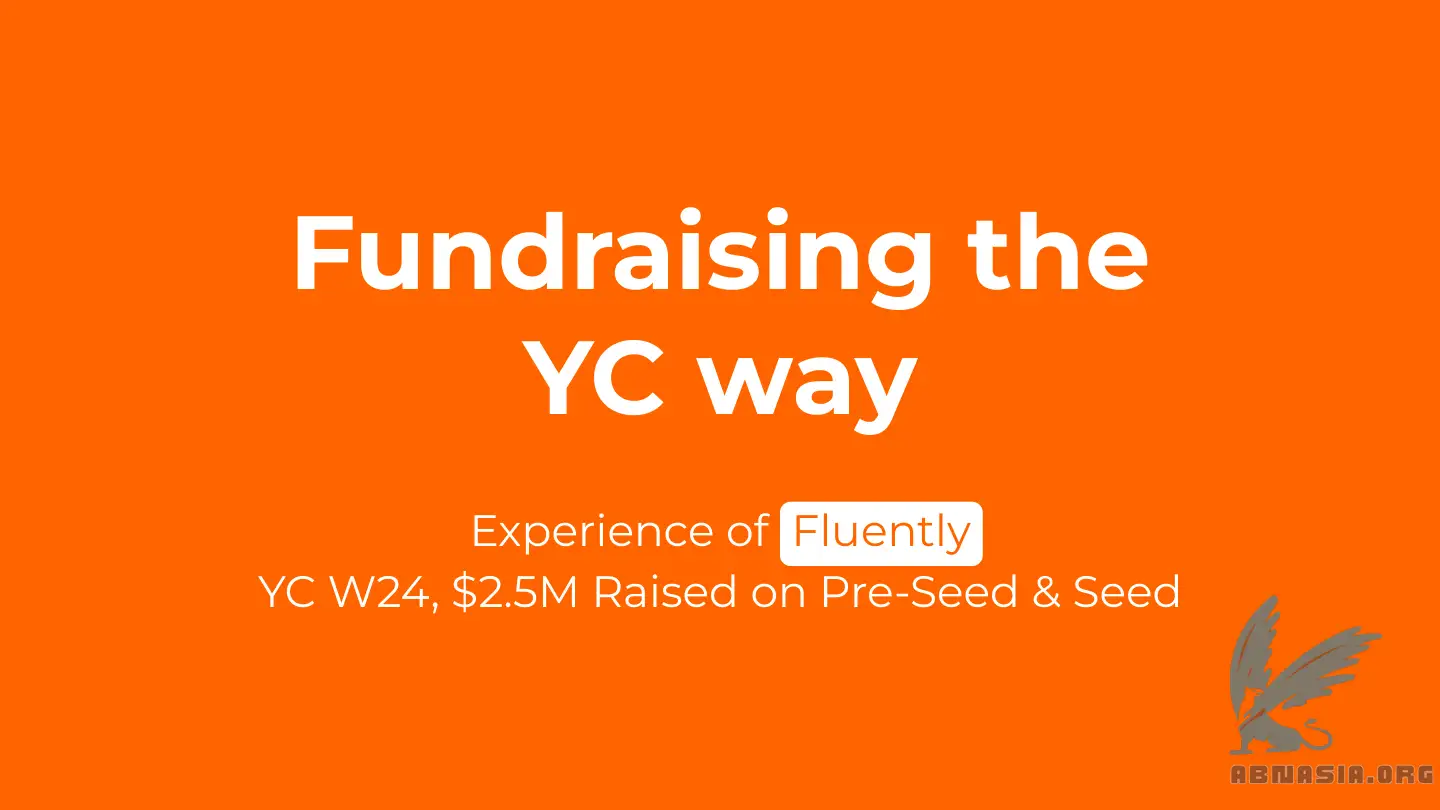 Fundraising the
YC way
Experience of Fluently
YC W24, $2.5M Raised on Pre-Seed & Seed
ABNASIA.ORG